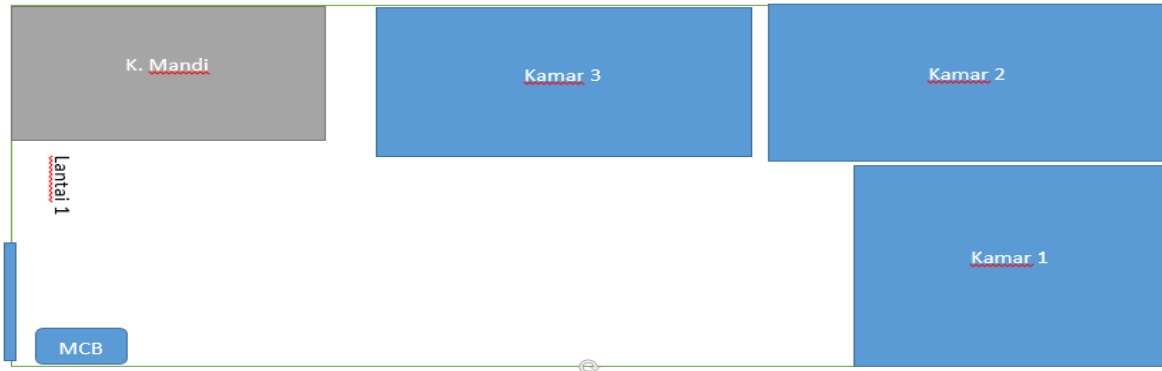 K. Mandi
Kamar 3
Kamar 2
Lantai 1
Kamar 1
MCB